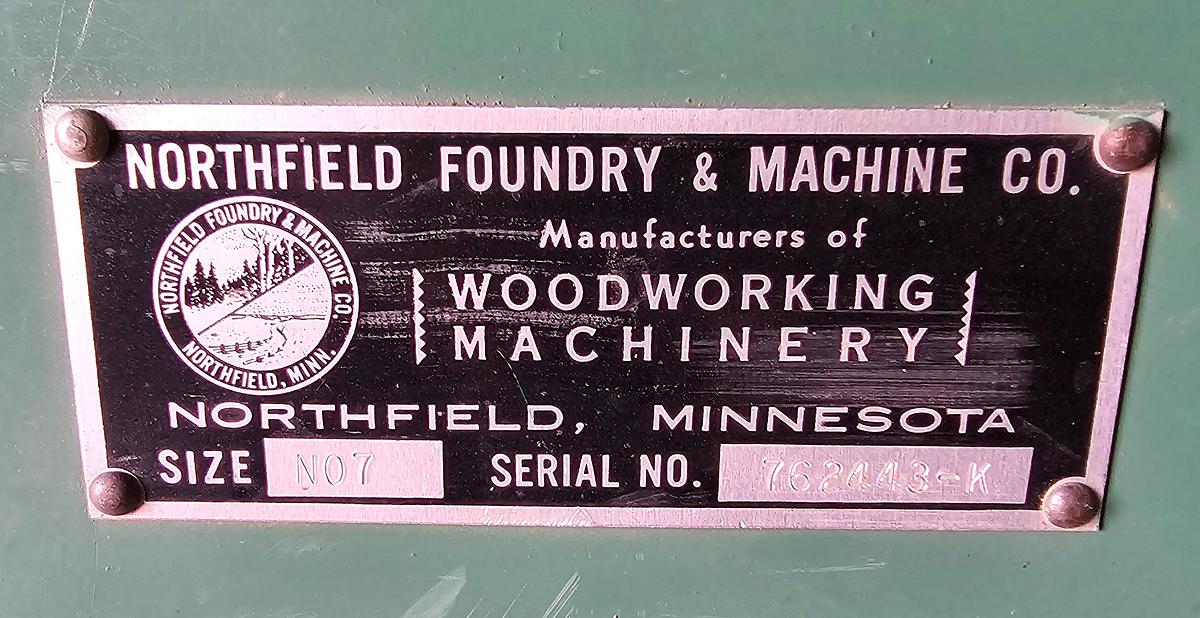 NORTHFIELD FOUNDRY & MACHINE CO.
Manufacturers of
WOODWORKING
MACHINERY
NORTHFIELD FOUNDRY & MACHINE CO
NORTHFIELD, MINN.
NORTHFIELD, MINNESOTA
SIZE NO7 SERIAL NO. 762443-K